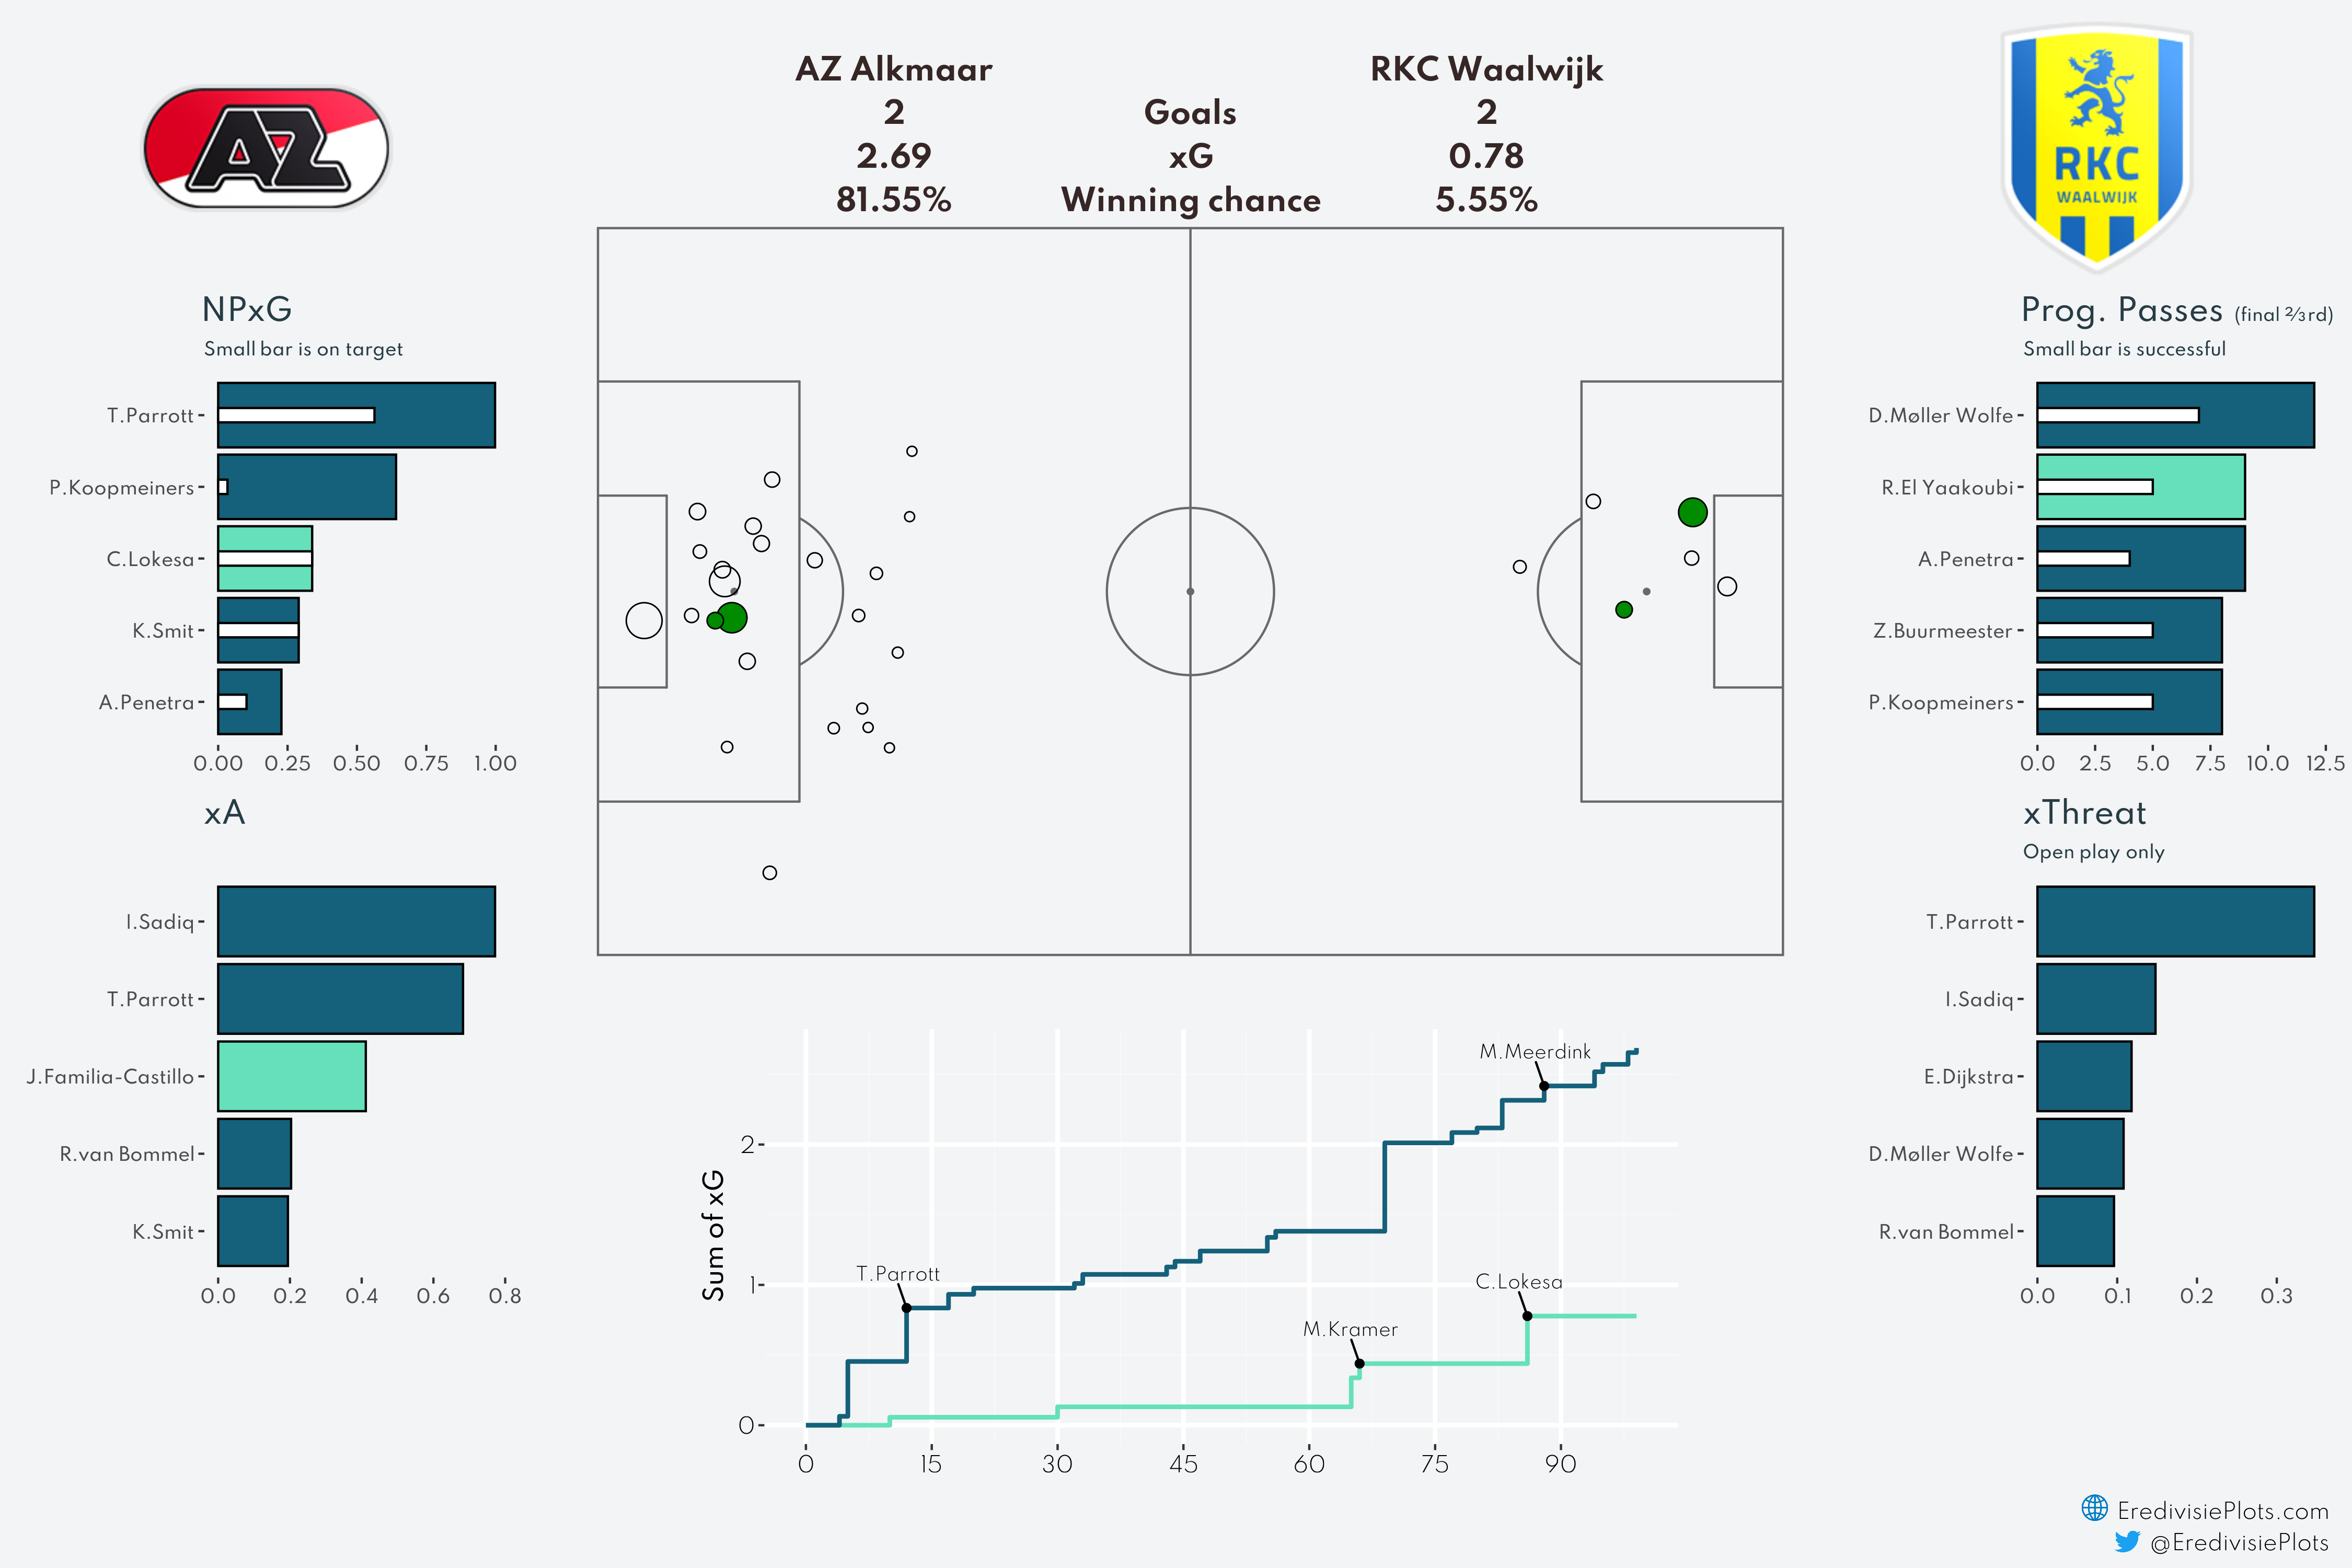 AZ Alkmaar RKC Waalwijk
2 Goals 2
2.69 xG 0.78
81.55% Winning chance 5.55%
AZ
RKC
WAALWIJK
NPxG
Small bar is on target
T.Parrott
P.Koopmeiners
C.Lokesa
K.Smit
A.Penetra
0.00 0.25 0.50 0.75 1.00
xA
I.Sadiq
T.Parrott
J.Familia-Castillo
R.van Bommel
K.Smit
0.0 0.2 0.4 0.6 0.8
Sum of xG
2
1
0
T.Parrott
M.Kramer
C.Lokesa
M.Meerdink
0 15 30 45 60 75 90
Prog. Passes (final ⅔rd)
Small bar is successful
D.Møller Wolfe
R.El Yaakoubi
A.Penetra
Z.Buurmeester
P.Koopmeiners
0.0 2.5 5.0 7.5 10.0 12.5
xThreat
Open play only
T.Parrott
I.Sadiq
E.Dijkstra
D.Møller Wolfe
R.van Bommel
0.0 0.1 0.2 0.3
EredivisiePlots.com
@EredivisiePlots